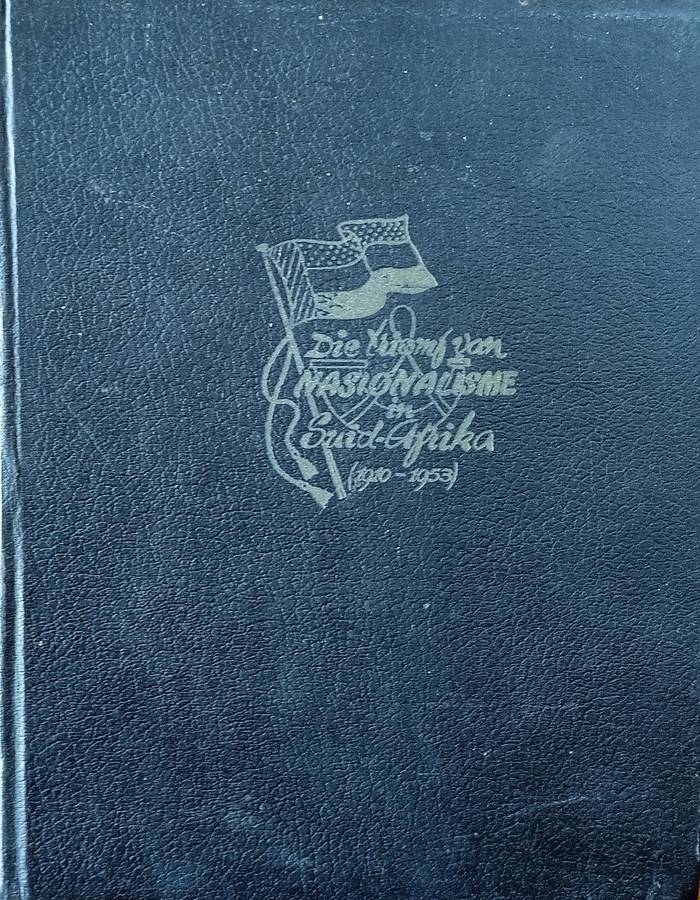 Die triomf van
NASIONALISME
in
Suid-Afrika
(1910-1953)